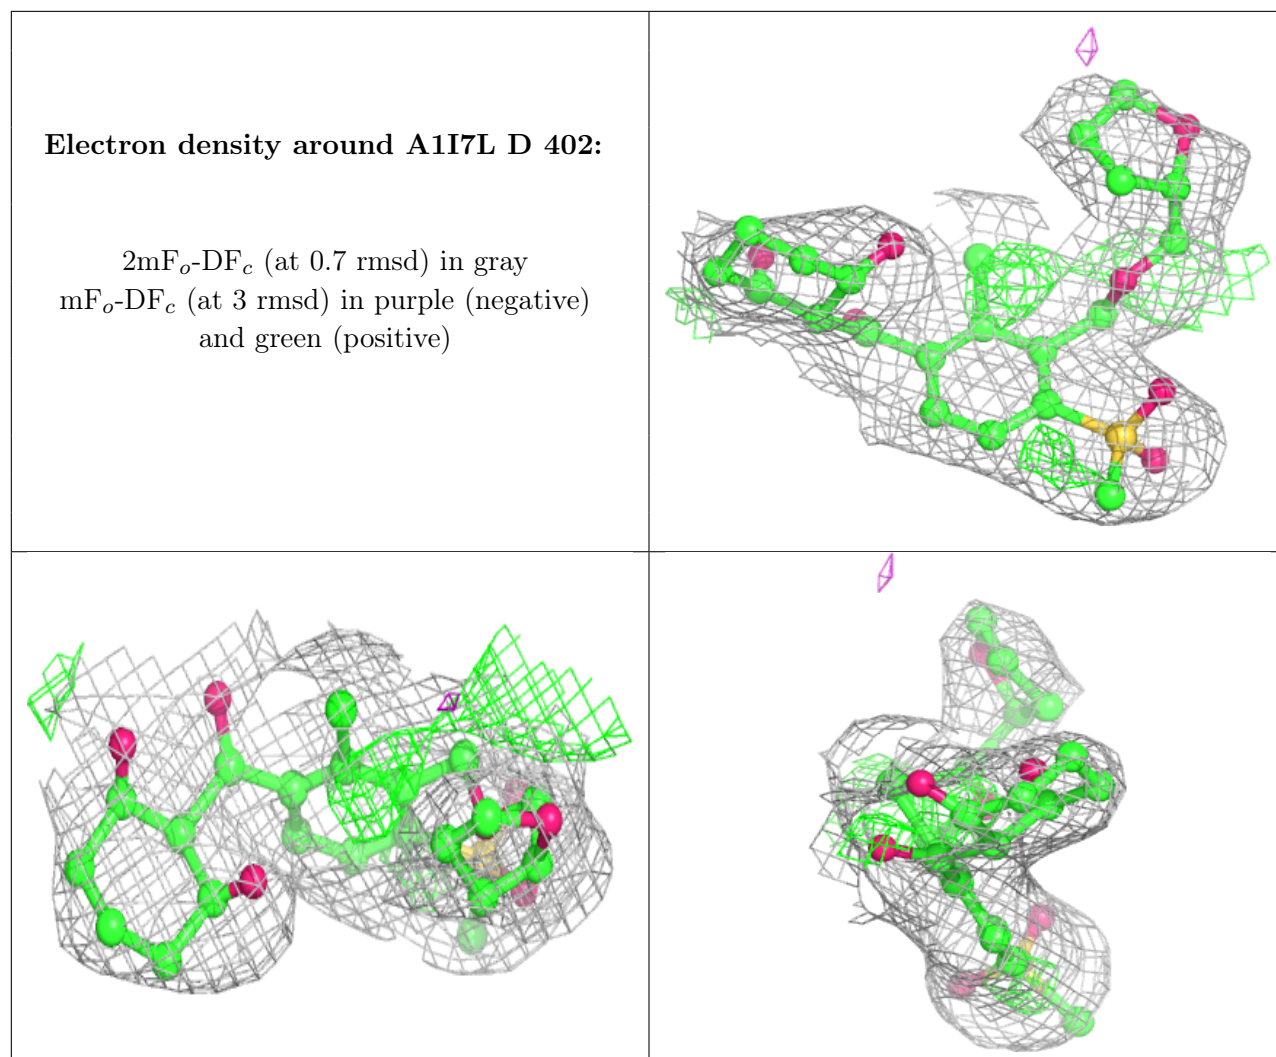 Electron density around A1I7L D 402:
2mFo-DFc (at 0.7 rmsd) in gray
mFo-DFc (at 3 rmsd) in purple (negative)
and green (positive)